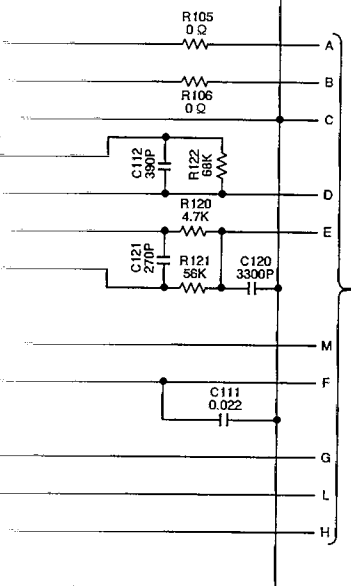 R105
0 Ω
A
B
R106
0 Ω
C
C112
390P
R122
68K
D
R120
4.7K
E
C121
270P
R121
56K
C120
3300P
M
F
C111
0.022
G
L
H